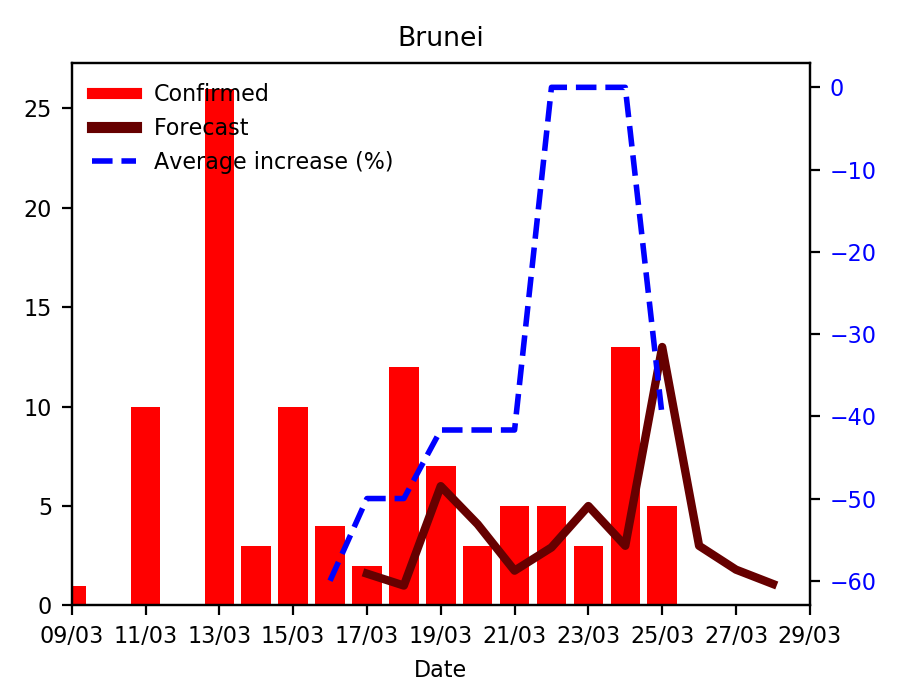 Brunei
Confirmed
Forecast
Average increase (%)
25
20
15
10
5
0
0
−10
−20
−30
−40
−50
−60
09/03 11/03 13/03 15/03 17/03 19/03 21/03 23/03 25/03 27/03 29/03
Date